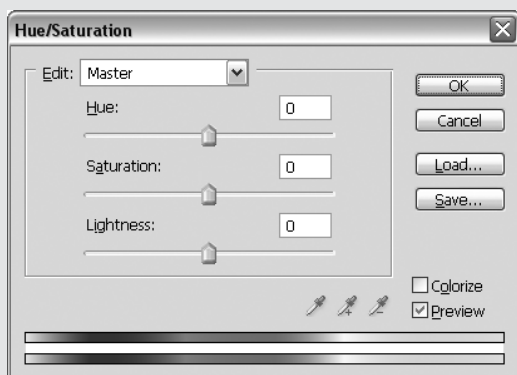 Hue/Saturation
Edit: Master
Hue: 0
Saturation: 0
Lightness: 0
OK
Cancel
Load...
Save...
Colorize
Preview